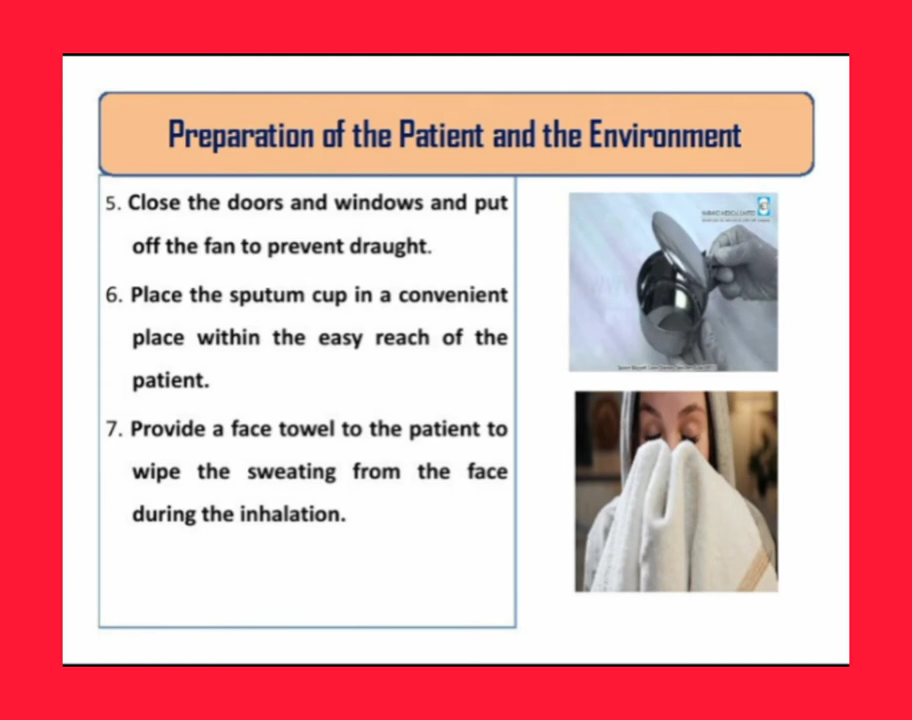 Preparation of the Patient and the Environment
5. Close the doors and windows and put
off the fan to prevent draught.
6. Place the sputum cup in a convenient
place within the easy reach of the
patient.
7. Provide a face towel to the patient to
wipe the sweating from the face
during the inhalation.